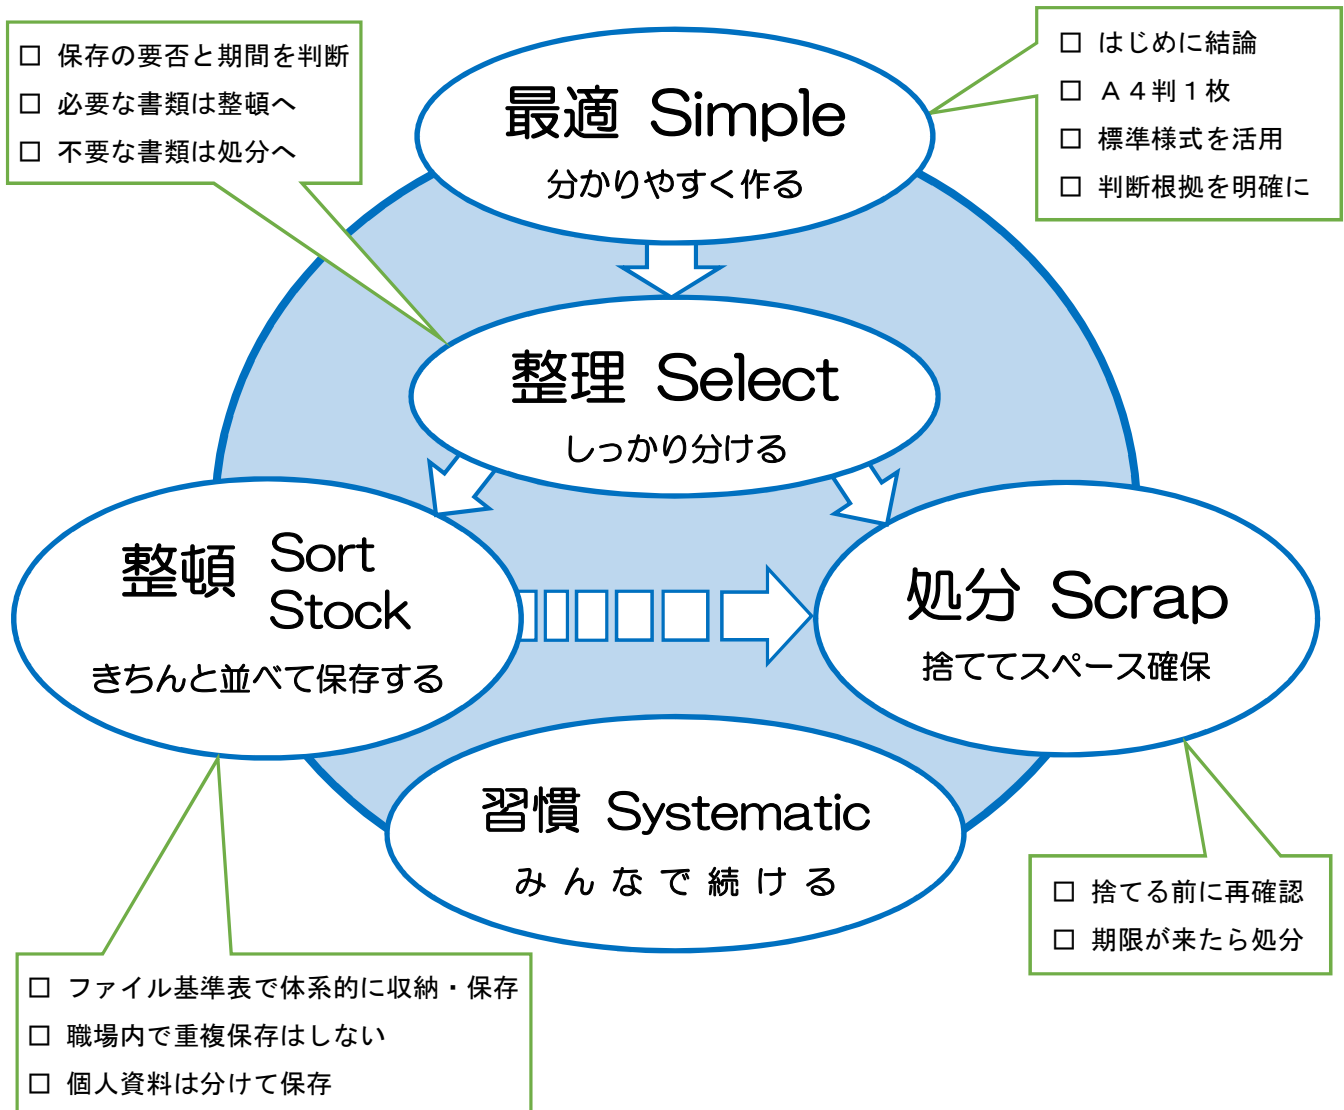 □ 保存の要否と期間を判断
□ 必要な書類は整頓へ
□ 不要な書類は処分へ
□ はじめに結論
□ Ａ４判１枚
□ 標準様式を活用
□ 判断根拠を明確に
最適 Simple
分かりやすく作る
整理 Select
しっかり分ける
整頓 Sort
Stock
きちんと並べて保存する
処分 Scrap
捨ててスペース確保
習慣 Systematic
みんなで続ける
□ 捨てる前に再確認
□ 期限が来たら処分
□ ファイル基準表で体系的に収納・保存
□ 職場内で重複保存はしない
□ 個人資料は分けて保存